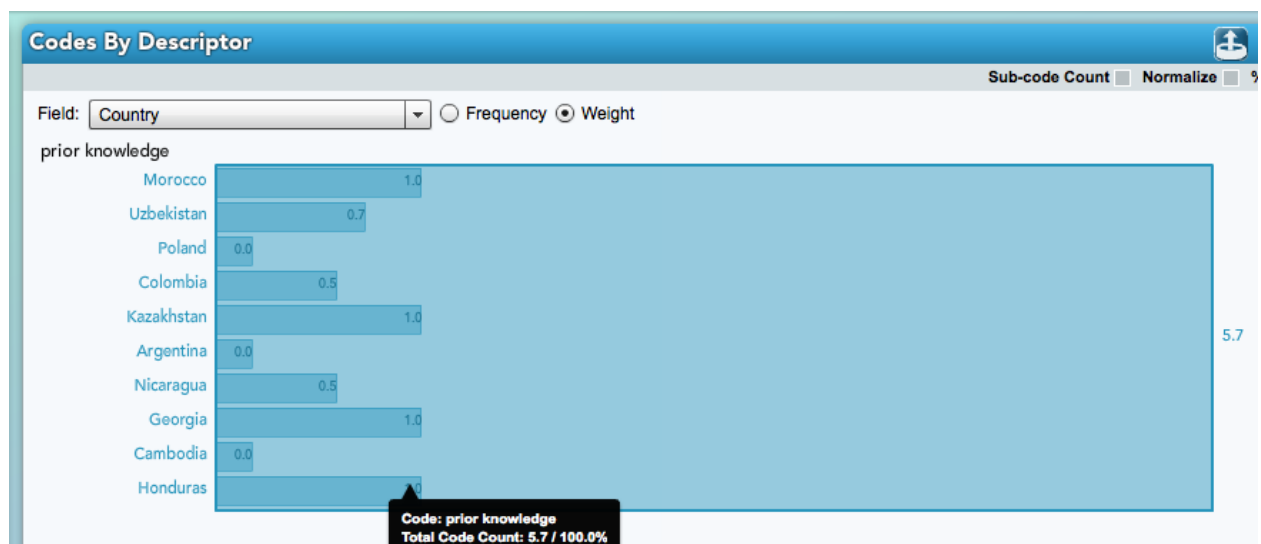 Codes By Descriptor
Sub-code Count Normalize
Field: Country Frequency Weight
prior knowledge
Morocco 1.0
Uzbekistan 0.7
Poland 0.0
Colombia 0.5
Kazakhstan 1.0
Argentina 0.0
5.7
Nicaragua 0.5
Georgia 1.0
Cambodia 0.0
Honduras
Code: prior knowledge
Total Code Count: 5.7 / 100.0%